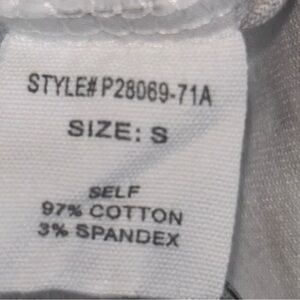 STYLE# P28069-71A
SIZE: S
SELF
97% COTTON
3% SPANDEX